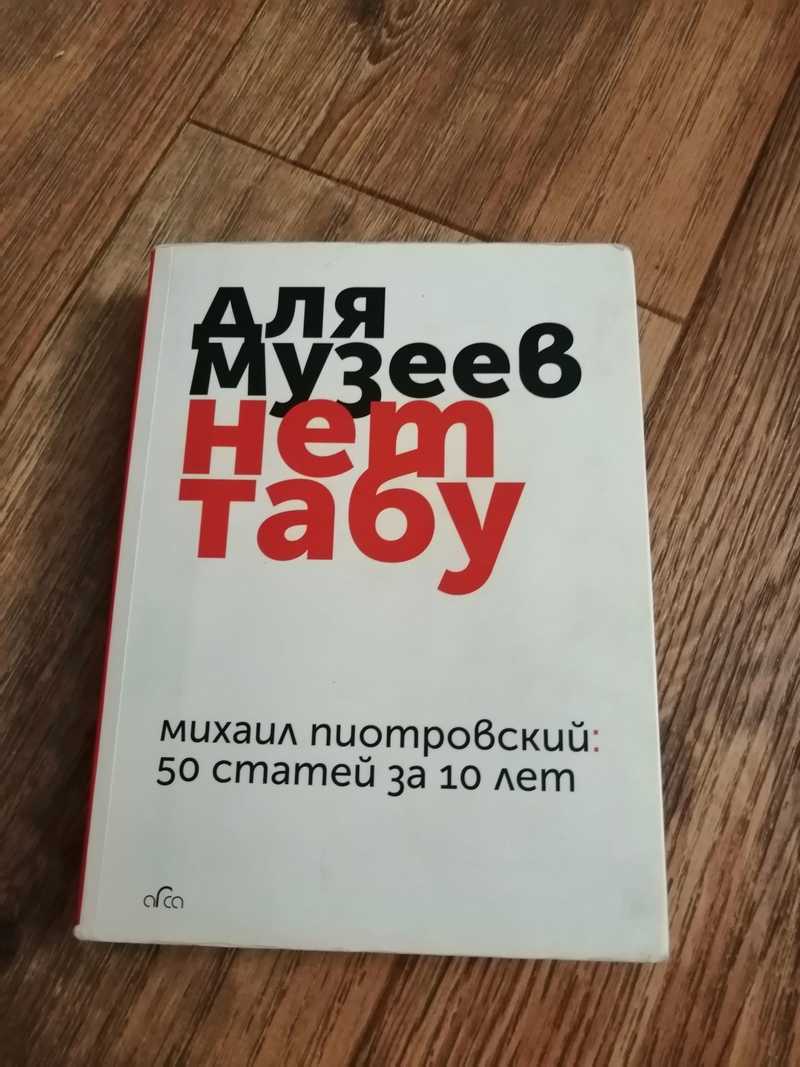 для
музеев
нет
табу
михаил пиотровский:
50 статей за 10 лет
arca